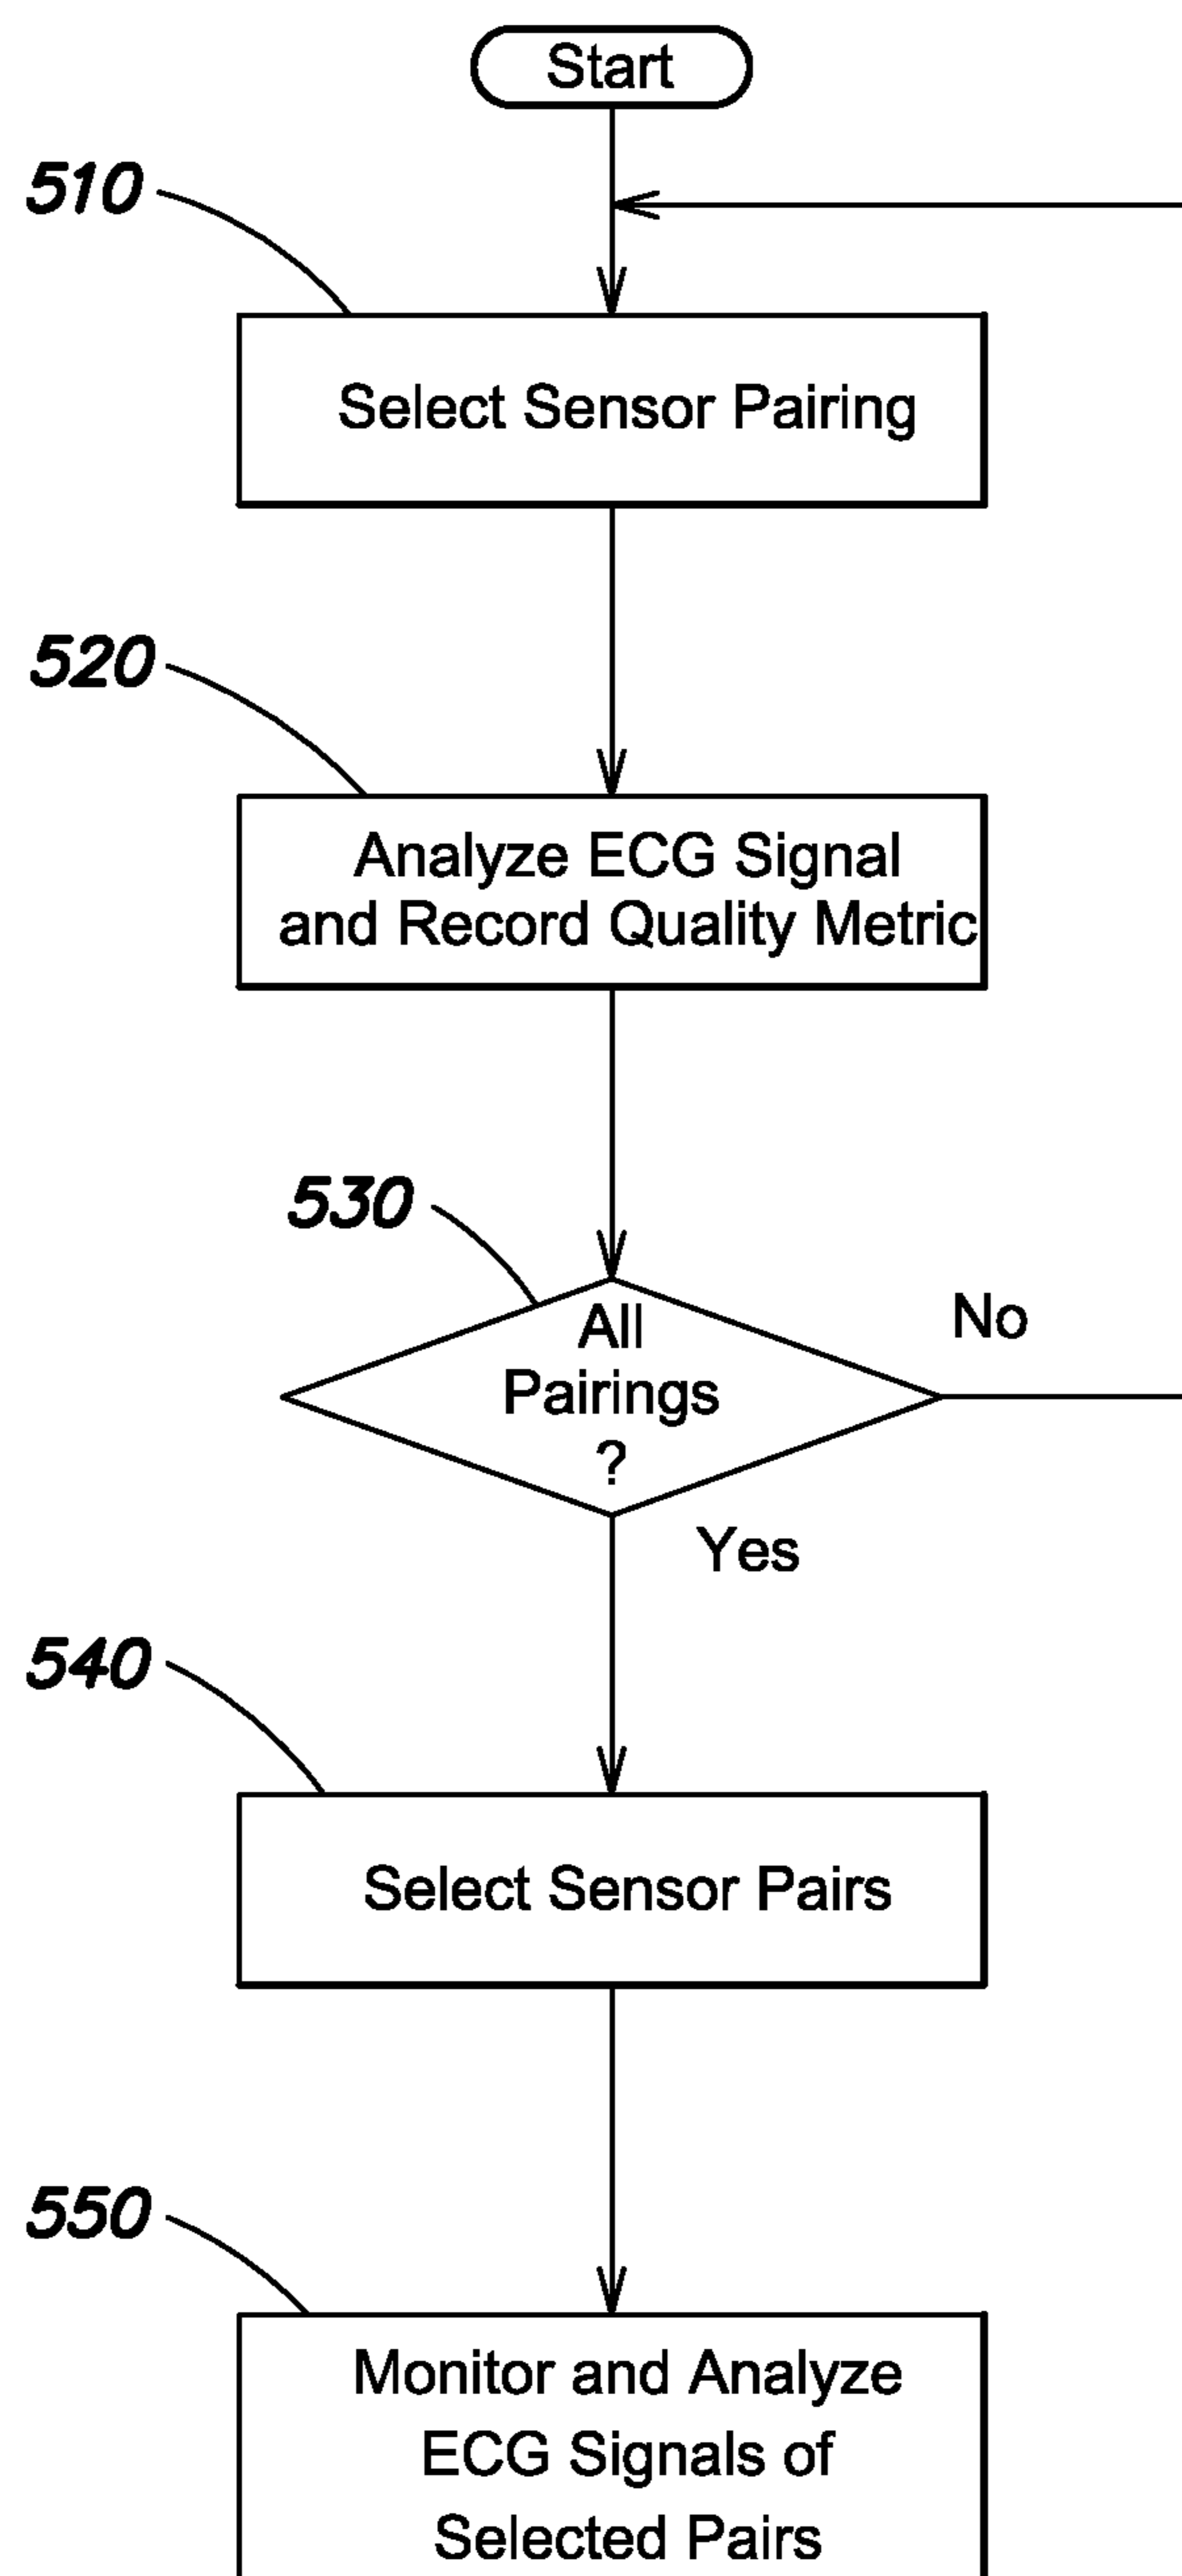 Start
510
Select Sensor Pairing
520
Analyze ECG Signal
and Record Quality Metric
530
All
Pairings
?
No
Yes
540
Select Sensor Pairs
550
Monitor and Analyze
ECG Signals of
Selected Pairs